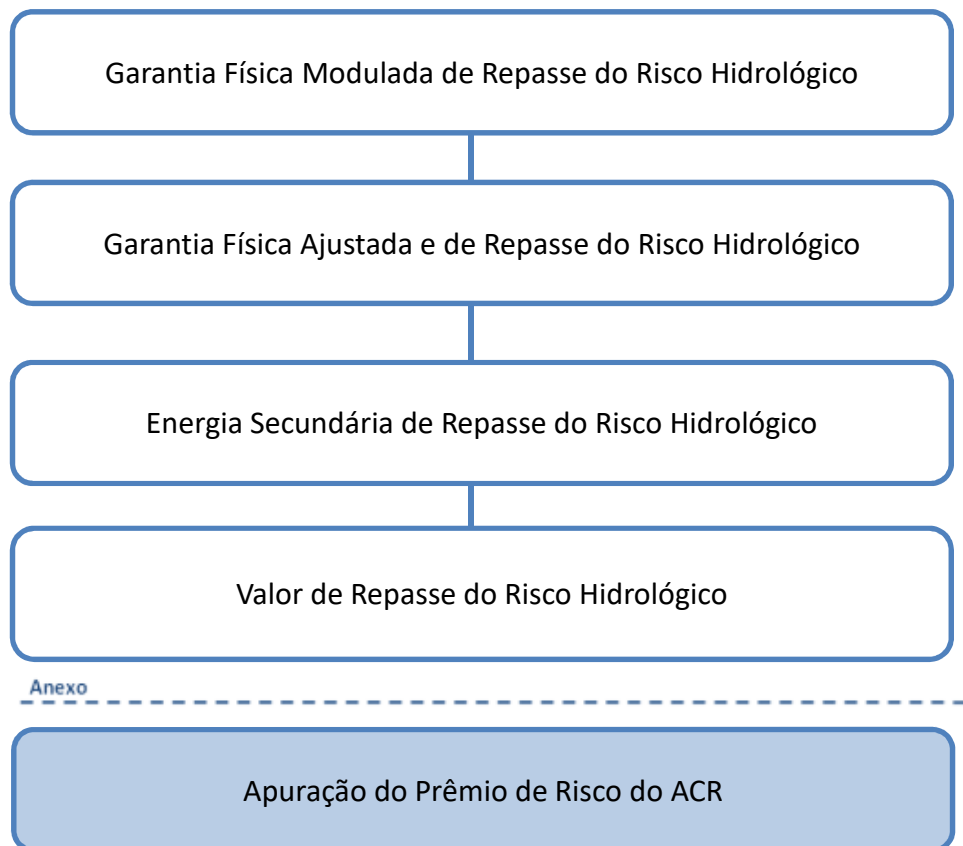 Garantia Física Modulada de Repasse do Risco Hidrológico
Garantia Física Ajustada e de Repasse do Risco Hidrológico
Energia Secundária de Repasse do Risco Hidrológico
Valor de Repasse do Risco Hidrológico
Anexo
Apuração do Prêmio de Risco do ACR